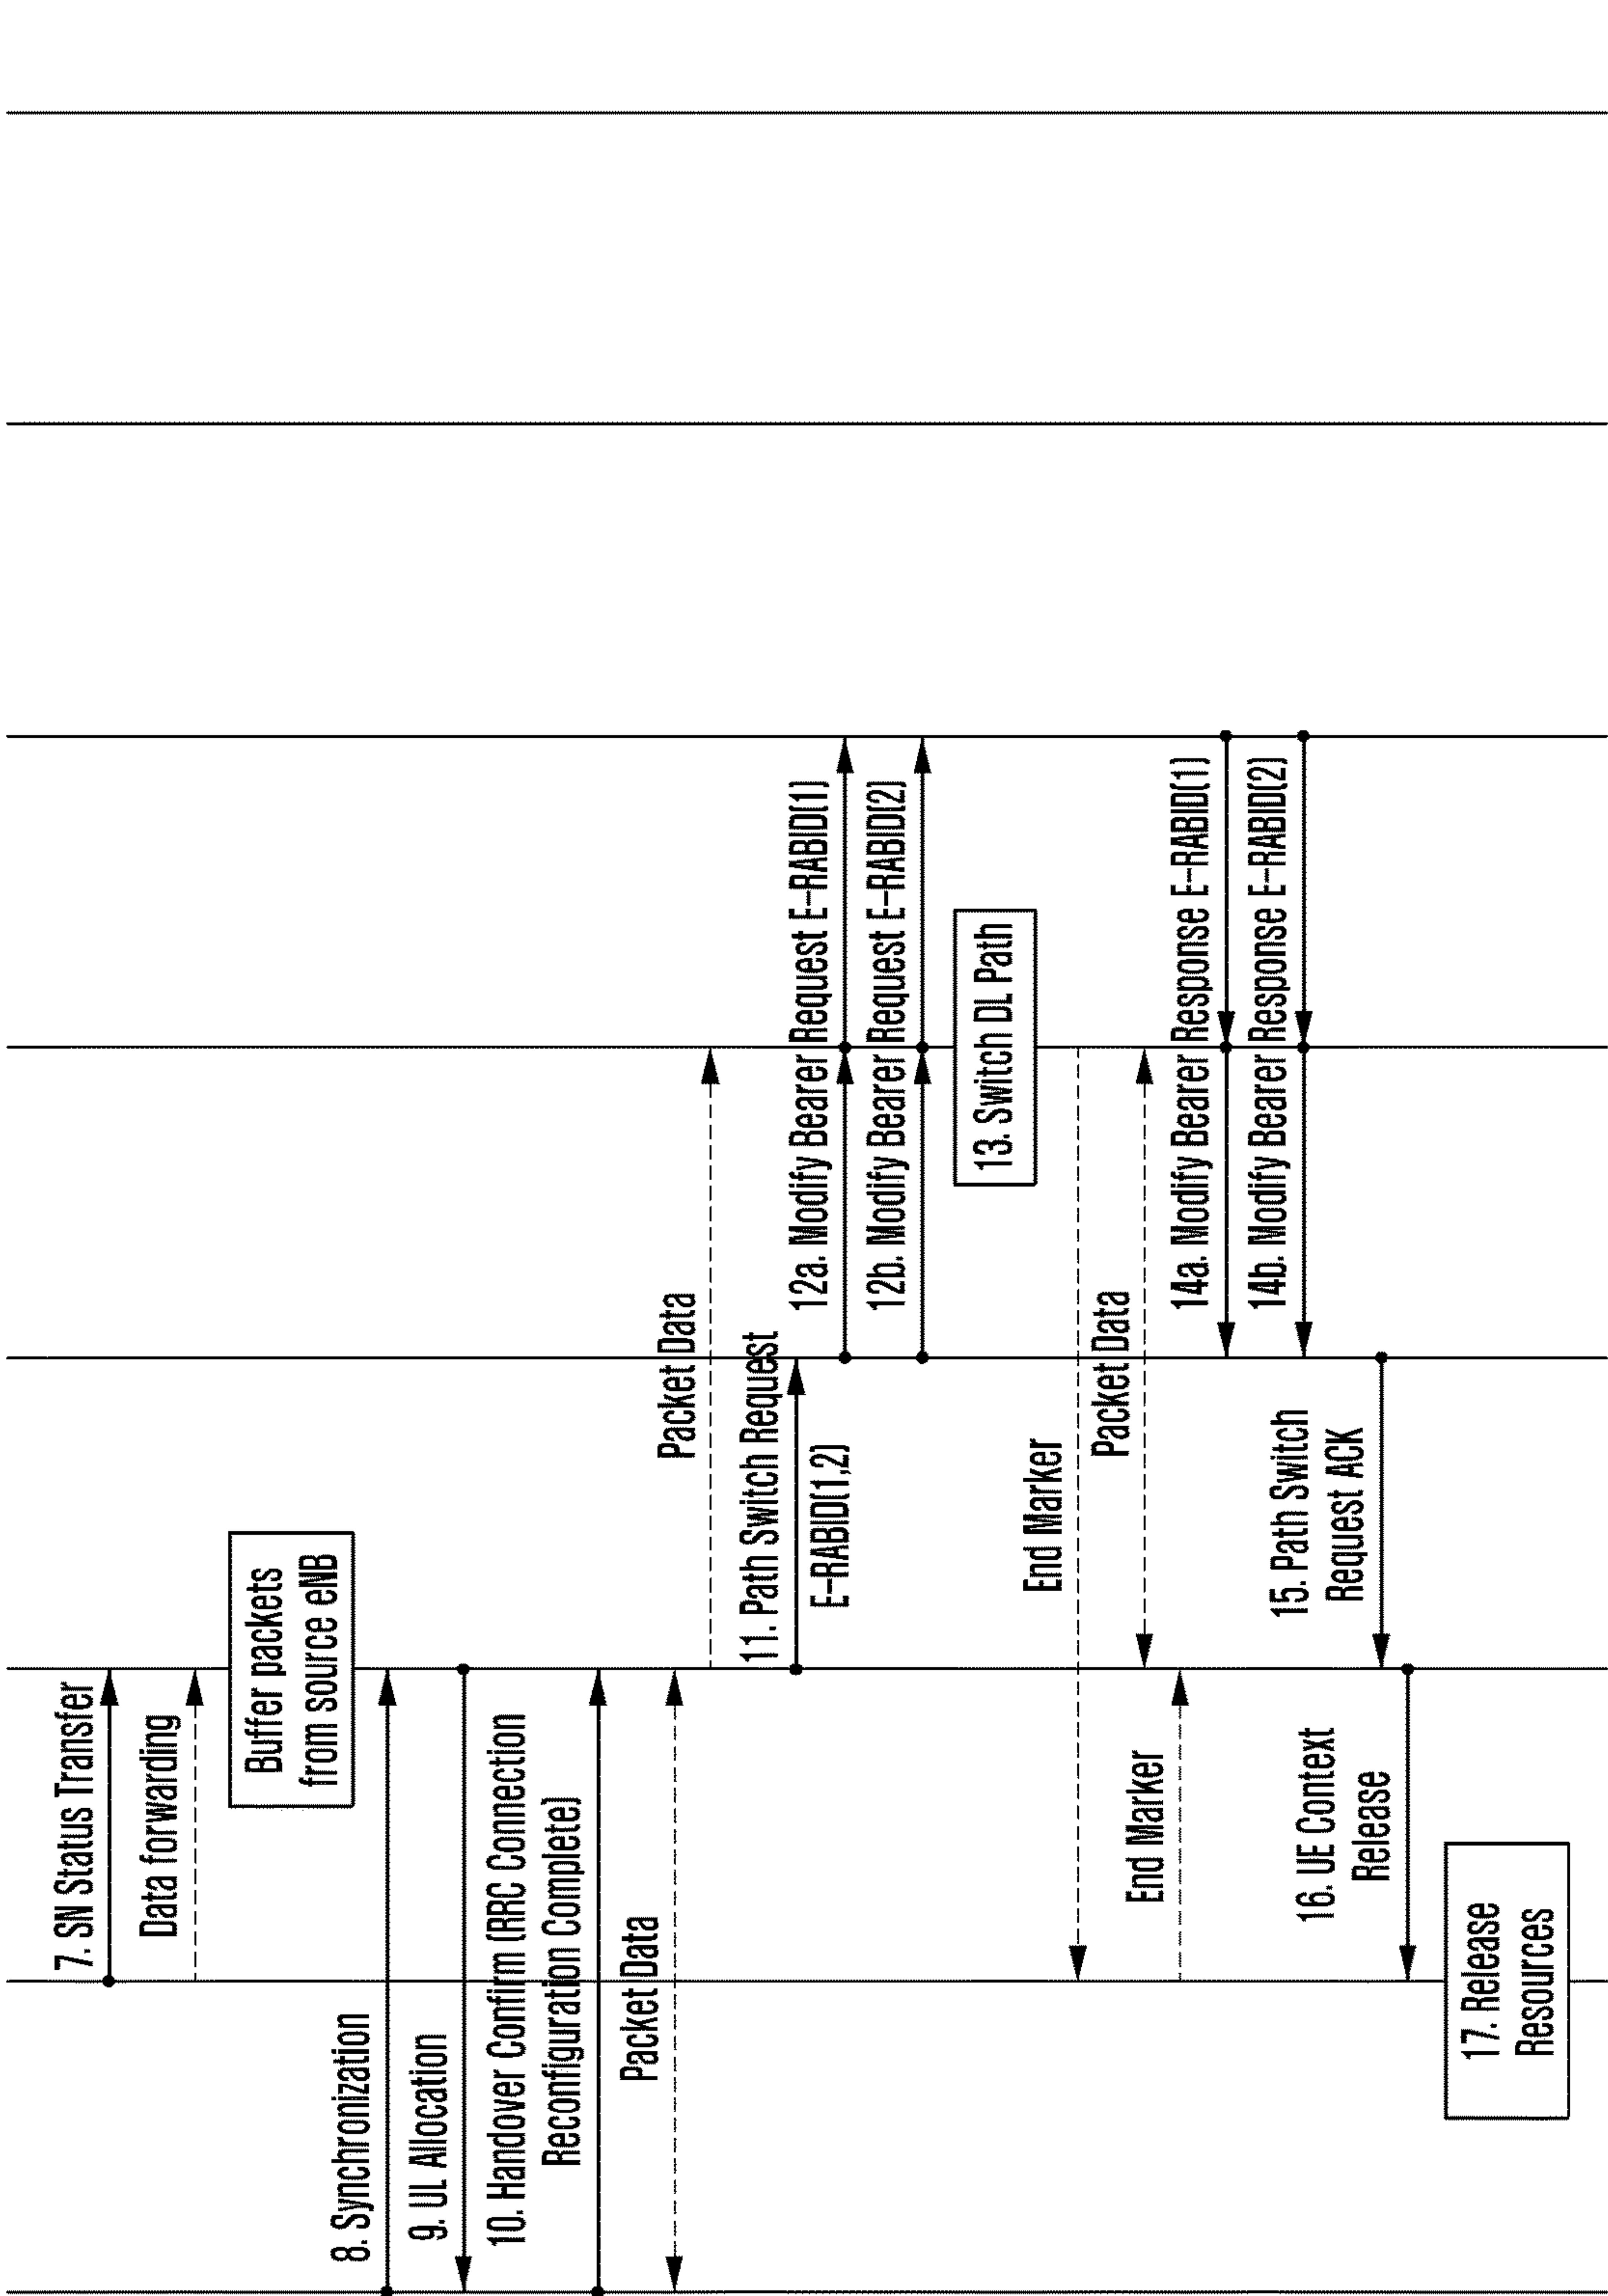 7. SN Status Transfer
Data forwarding
Buffer packets
from source eNB
8. Synchronization
9. UL Allocation
10. Handover Confirm (RRC Connection
Reconfiguration Complete)
Packet Data
Packet Data
11. Path Switch Request
E-RABID(1,2)
12a. Modify Bearer Request E-RABID(1)
12b. Modify Bearer Request E-RABID(2)
13. Switch DL Path
End Marker
Packet Data
End Marker
14a. Modify Bearer Response E-RABID(1)
14b. Modify Bearer Response E-RABID(2)
15. Path Switch
Request ACK
16. UE Context
Release
17. Release
Resources